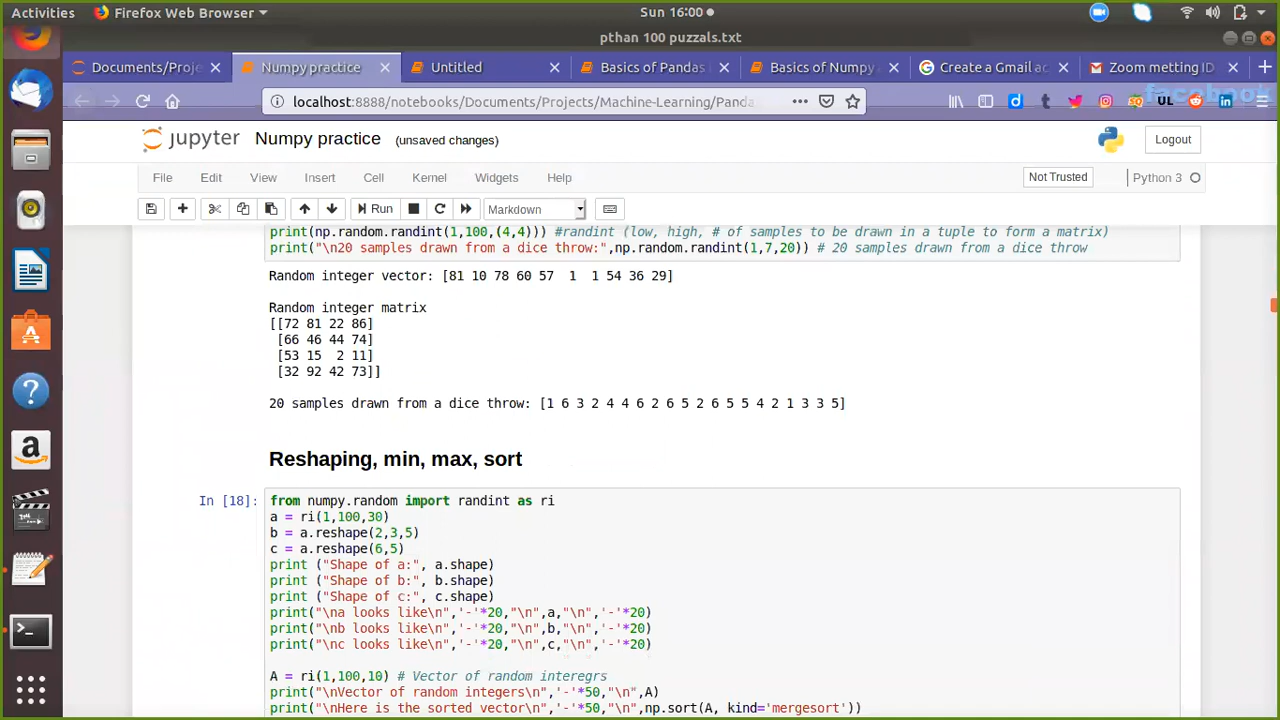 Activities Firefox Web Browser Sun 16:00
pthan 100 puzzals.txt
Documents/Proje Numpy practice Untitled Basics of Pandas Basics of Numpy Create a Gmail ac Zoom metting ID
localhost:8888/notebooks/Documents/Projects/Machine-Learning/Panda UL facebook
jupyter Numpy practice (unsaved changes) Logout
File Edit View Insert Cell Kernel Widgets Help Not Trusted Python 3
Run Markdown
print(np.random.randint(1,100,(4,4))) #randint (low, high, # of samples to be drawn in a tuple to form a matrix)
print("\n20 samples drawn from a dice throw:",np.random.randint(1,7,20)) # 20 samples drawn from a dice throw
Random integer vector: [81 10 78 60 57  1  1 54 36 29]
Random integer matrix
[[72 81 22 86]
[66 46 44 74]
[53 15  2 11]
[32 92 42 73]]
20 samples drawn from a dice throw: [1 6 3 2 4 4 6 2 6 5 2 6 5 5 4 2 1 3 3 5]
Reshaping, min, max, sort
In [18]: from numpy.random import randint as ri
a = ri(1,100,30)
b = a.reshape(2,3,5)
c = a.reshape(6,5)
print ("Shape of a:", a.shape)
print ("Shape of b:", b.shape)
print ("Shape of c:", c.shape)
print("\na looks like\n",'-'*20,"\n",a,"\n",'-'*20)
print("\nb looks like\n",'-'*20,"\n",b,"\n",'-'*20)
print("\nc looks like\n",'-'*20,"\n",c,"\n",'-'*20)
A = ri(1,100,10) # Vector of random interegrs
print("\nVector of random integers\n",'-'*50,"\n",A)
print("\nHere is the sorted vector\n",'-'*50,"\n",np.sort(A, kind='mergesort'))